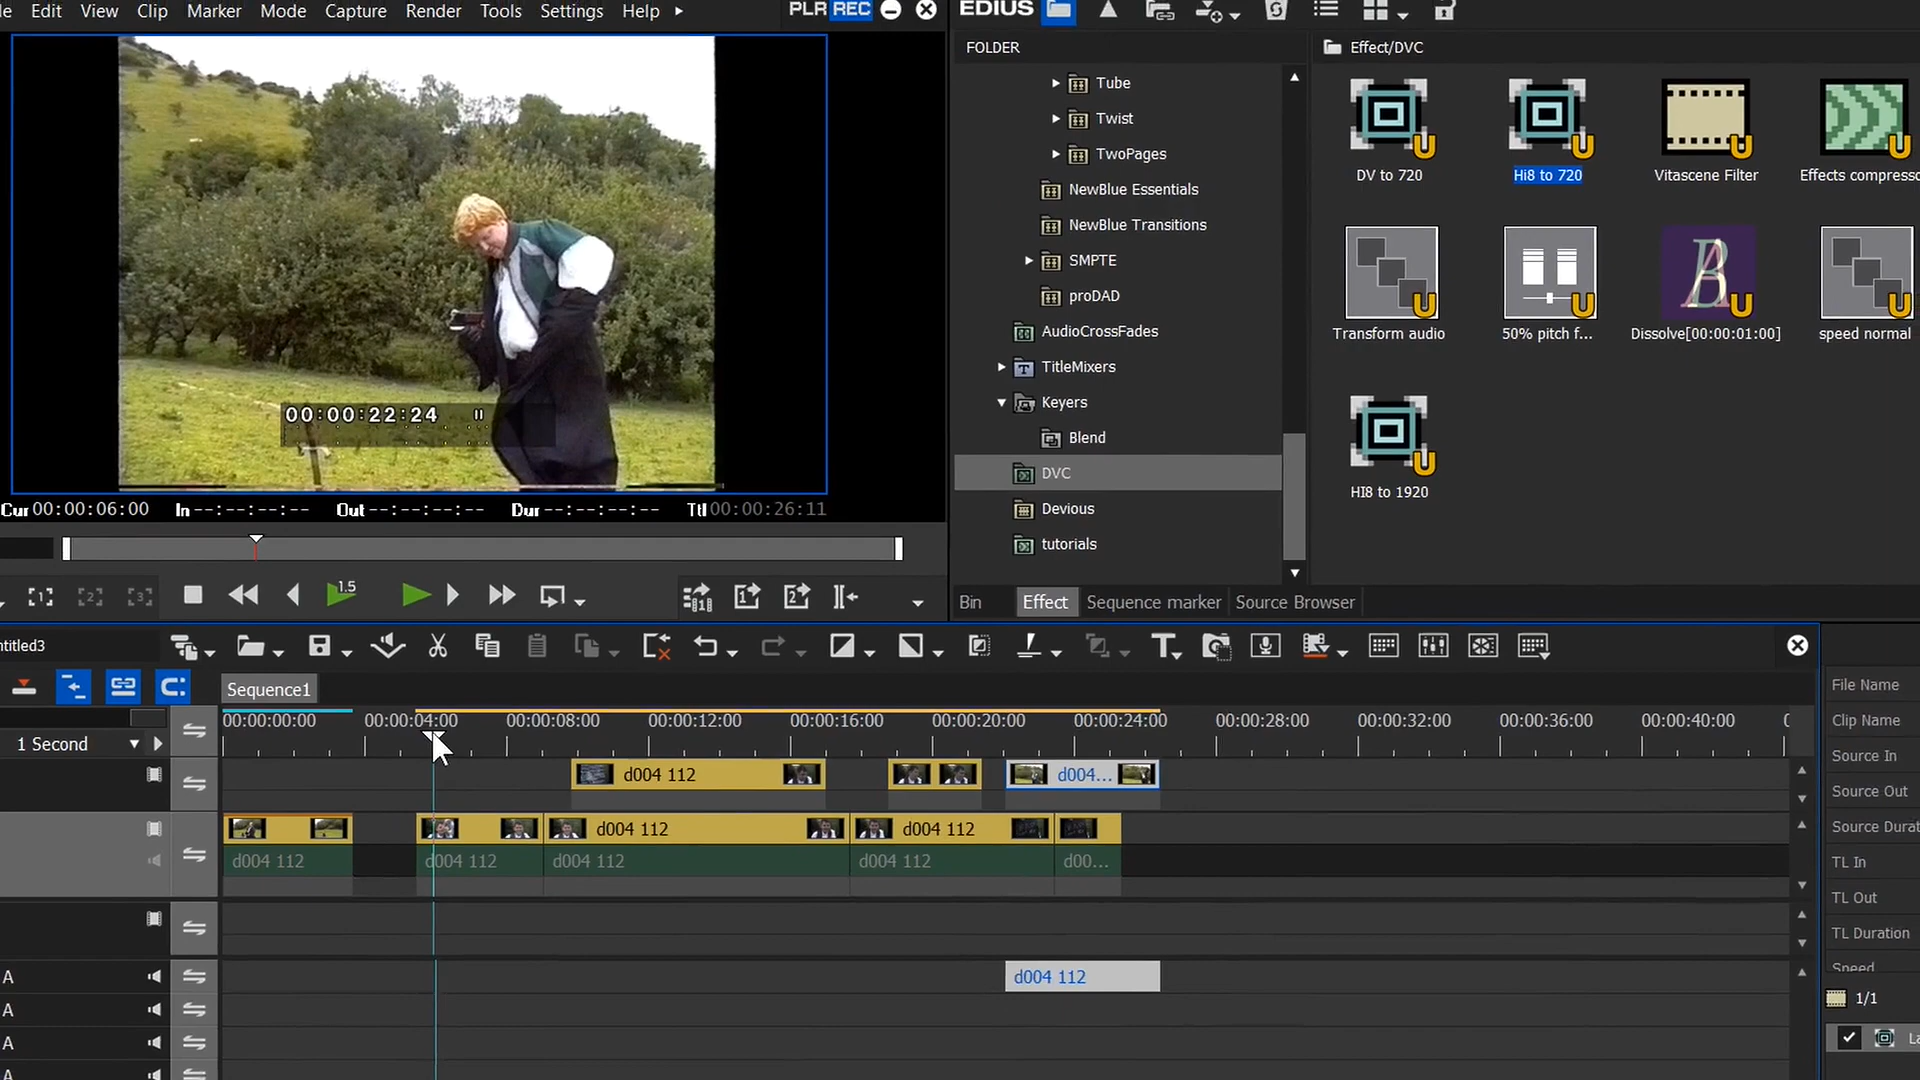 Edit View Clip Marker Mode Capture Render Tools Settings Help
PLR REC
EDIUS
FOLDER
Effect/DVC
Tube
Twist
TwoPages
NewBlue Essentials
NewBlue Transitions
SMPTE
proDAD
AudioCrossFades
TitleMixers
Keyers
Blend
DVC
Devious
tutorials
DV to 720
Hi8 to 720
Vitascene Filter
Effects compresso
Transform audio
50% pitch f...
Dissolve[00:00:01:00]
speed normal
HI8 to 1920
00:00:22:24
Cur 00:00:06:00 In --:--:--:-- Out --:--:--:-- Dur --:--:--:-- Ttl 00:00:26:11
1.5
Bin Effect Sequence marker Source Browser
ntitled3
Sequence1
00:00:00:00 00:00:04:00 00:00:08:00 00:00:12:00 00:00:16:00 00:00:20:00 00:00:24:00 00:00:28:00 00:00:32:00 00:00:36:00 00:00:40:00
1 Second
d004 112 d004...
d004 112 d004 112
d004 112 d004 112 d004 112 d004 112 d00...
A d004 112
A
A
A
File Name
Clip Name
Source In
Source Out
Source Durat
TL In
TL Out
TL Duration
Speed
1/1
La